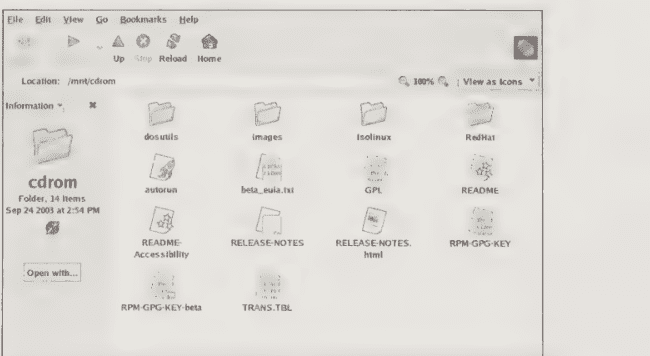 File Edit View Go Bookmarks Help
Up Stop Reload Home
Location: /mnt/cdrom
100%
View as Icons
Information
cdrom
Folder, 14 items
Sep 24 2003 at 2:54 PM
Open with...
dosutils images isolinux RedHat
autorun beta_eula.txt GPL README
README-Accessibility RELEASE-NOTES RELEASE-NOTES.html RPM-GPG-KEY
RPM-GPG-KEY-beta TRANS.TBL